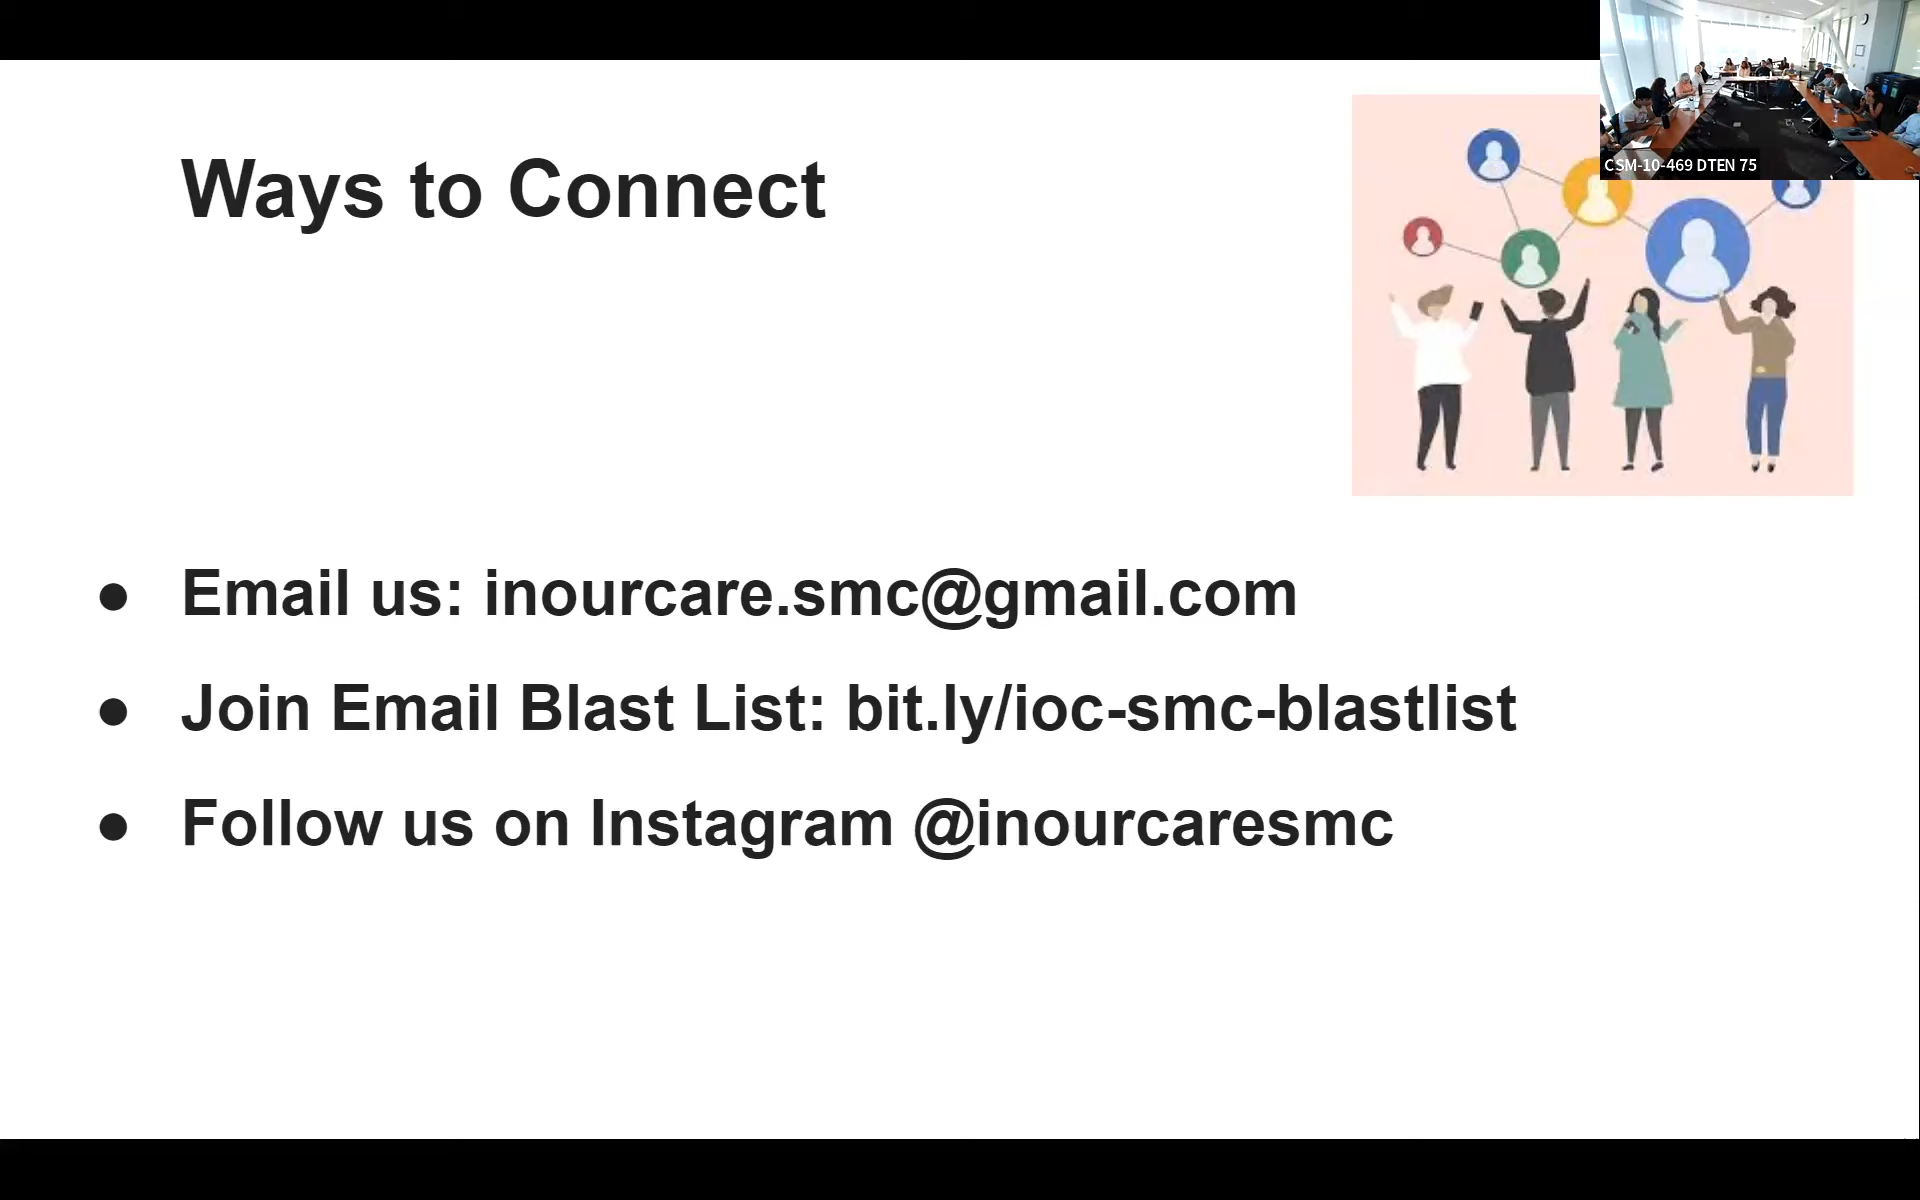 CSM-10-469 DTEN 75
Ways to Connect
● Email us: inourcare.smc@gmail.com
● Join Email Blast List: bit.ly/ioc-smc-blastlist
● Follow us on Instagram @inourcaresmc